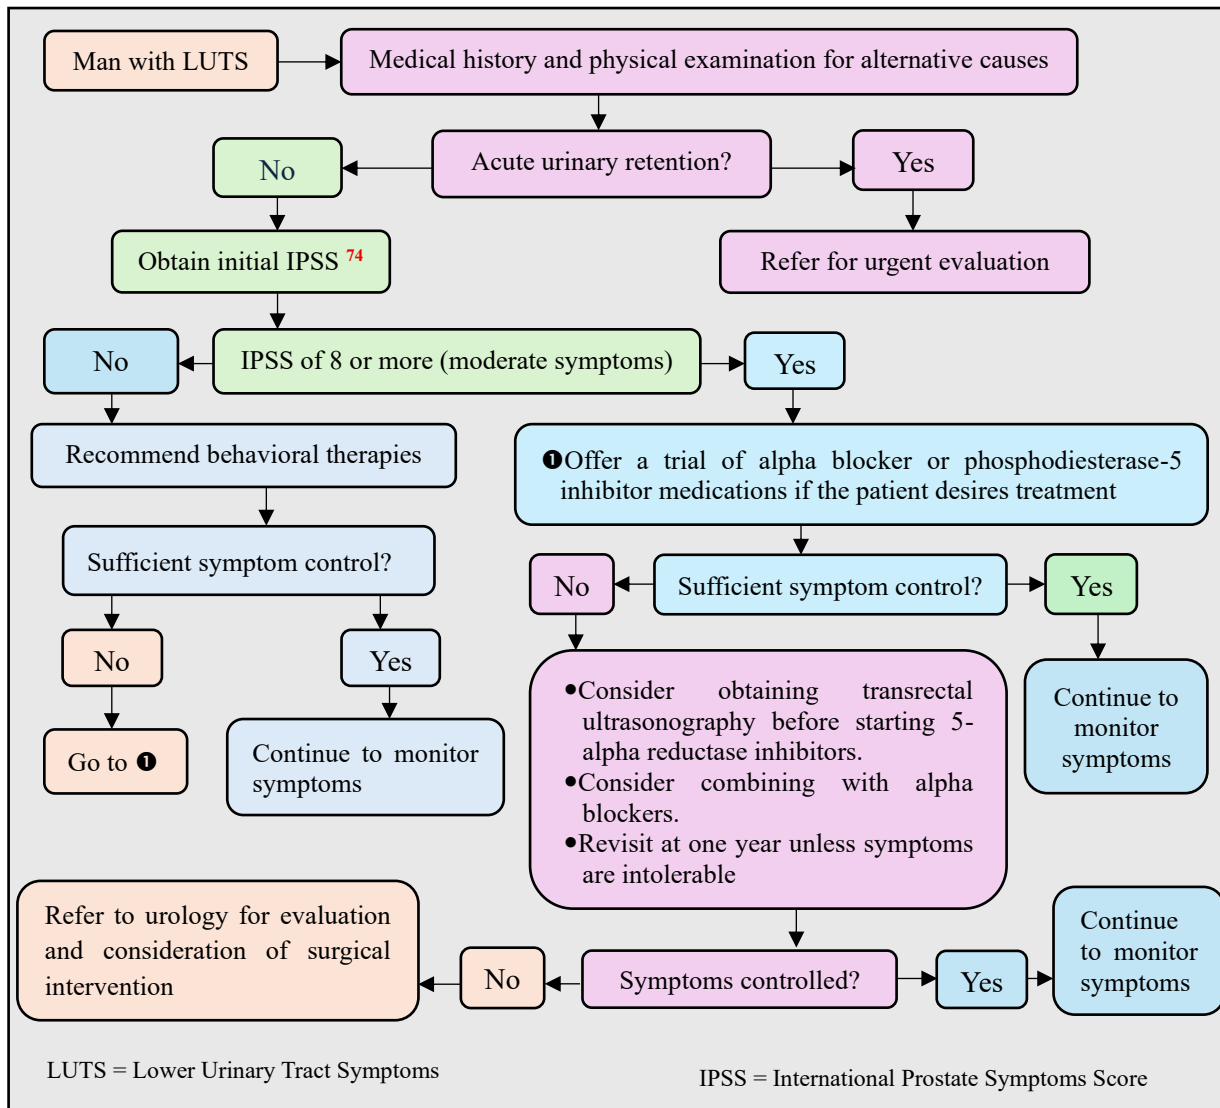 Man with LUTS
Medical history and physical examination for alternative causes
Acute urinary retention?
No
Yes
Obtain initial IPSS 74
Refer for urgent evaluation
No
IPSS of 8 or more (moderate symptoms)
Yes
Recommend behavioral therapies
❶Offer a trial of alpha blocker or phosphodiesterase-5
inhibitor medications if the patient desires treatment
Sufficient symptom control?
No
Sufficient symptom control?
Yes
No
Yes
Go to ❶
Continue to monitor
symptoms
•Consider obtaining transrectal
ultrasonography before starting 5-
alpha reductase inhibitors.
•Consider combining with alpha
blockers.
•Revisit at one year unless symptoms
are intolerable
Continue to
monitor
symptoms
Refer to urology for evaluation
and consideration of surgical
intervention
No
Symptoms controlled?
Yes
Continue
to monitor
symptoms
LUTS = Lower Urinary Tract Symptoms
IPSS = International Prostate Symptoms Score